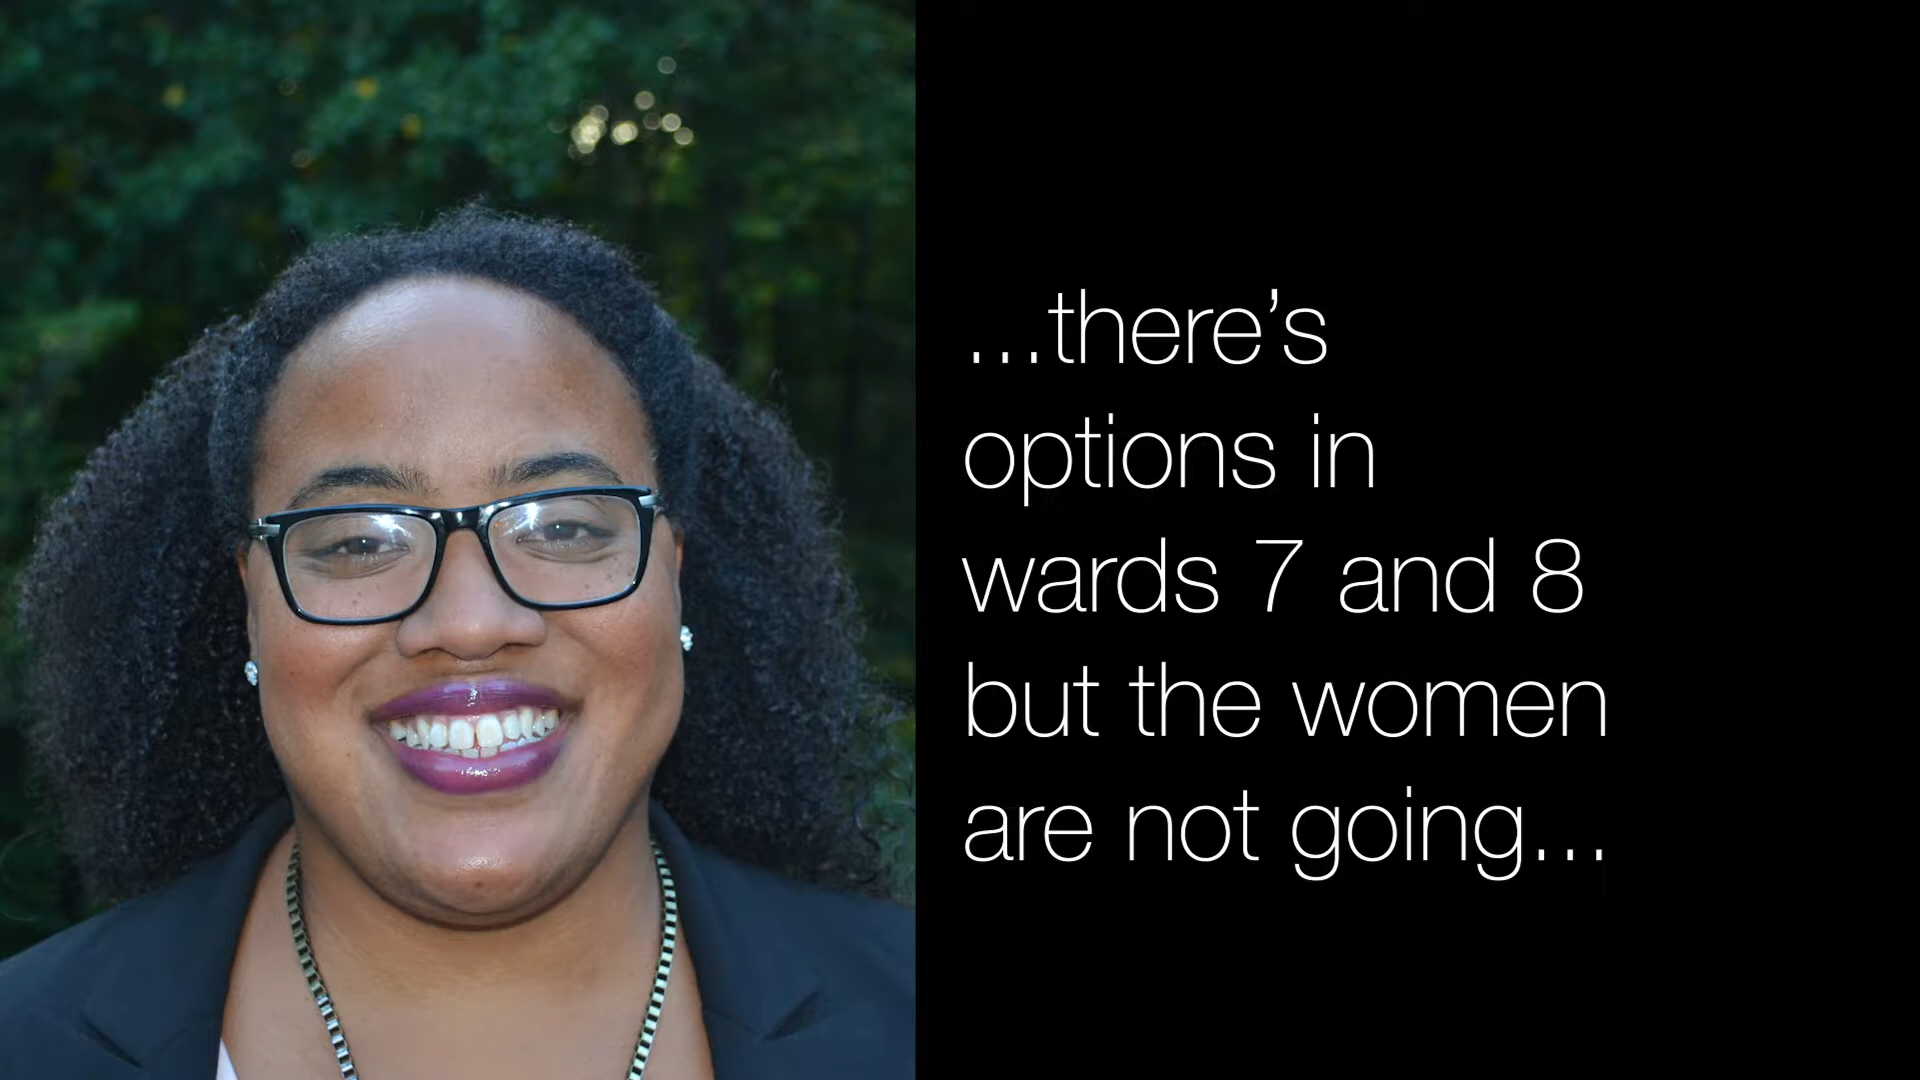 …there’s
options in
wards 7 and 8
but the women
are not going…